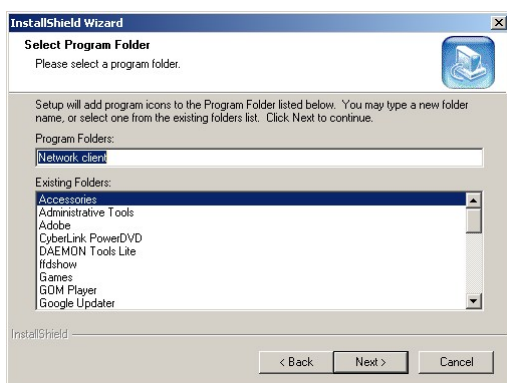 InstallShield Wizard
Select Program Folder
Please select a program folder.
Setup will add program icons to the Program Folder listed below. You may type a new folder
name, or select one from the existing folders list. Click Next to continue.
Program Folders:
Network client
Existing Folders:
Accessories
Administrative Tools
Adobe
CyberLink PowerDVD
DAEMON Tools Lite
ffdshow
Games
GOM Player
Google Updater
InstallShield
< Back Next > Cancel